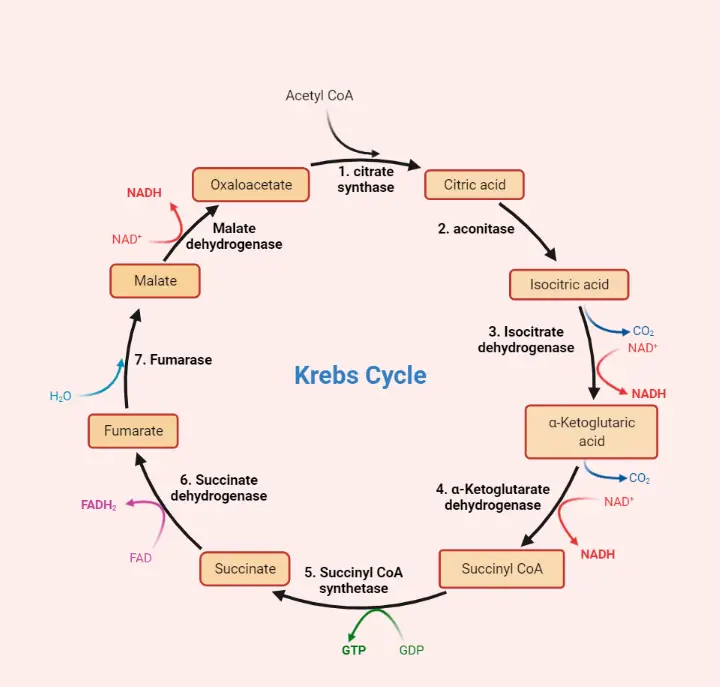 Acetyl CoA
Oxaloacetate
1. citrate
synthase
Citric acid
2. aconitase
Isocitric acid
3. Isocitrate
dehydrogenase
CO₂
NAD⁺
NADH
α-Ketoglutaric
acid
4. α-Ketoglutarate
dehydrogenase
CO₂
NAD⁺
NADH
Succinyl CoA
5. Succinyl CoA
synthetase
GTP
GDP
Succinate
6. Succinate
dehydrogenase
FADH₂
FAD
Fumarate
7. Fumarase
H₂O
Malate
Malate
dehydrogenase
NADH
NAD⁺
Krebs Cycle